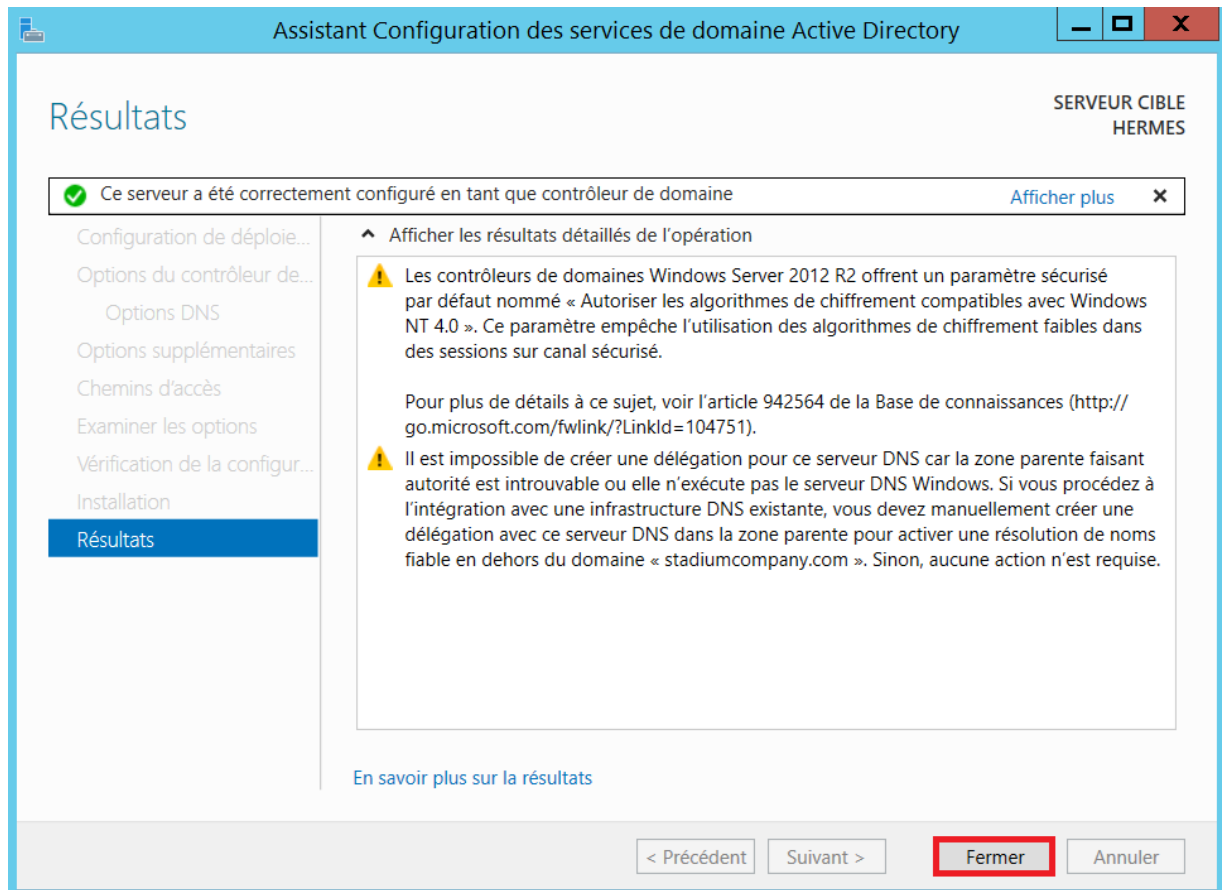 Assistant Configuration des services de domaine Active Directory
Résultats
SERVEUR CIBLE
HERMES
Ce serveur a été correctement configuré en tant que contrôleur de domaine
Afficher plus
Configuration de déploie...
Options du contrôleur de...
Options DNS
Options supplémentaires
Chemins d'accès
Examiner les options
Vérification de la configur...
Installation
Résultats
Afficher les résultats détaillés de l'opération
Les contrôleurs de domaines Windows Server 2012 R2 offrent un paramètre sécurisé
par défaut nommé « Autoriser les algorithmes de chiffrement compatibles avec Windows
NT 4.0 ». Ce paramètre empêche l'utilisation des algorithmes de chiffrement faibles dans
des sessions sur canal sécurisé.
Pour plus de détails à ce sujet, voir l'article 942564 de la Base de connaissances (http://
go.microsoft.com/fwlink/?LinkId=104751).
Il est impossible de créer une délégation pour ce serveur DNS car la zone parente faisant
autorité est introuvable ou elle n'exécute pas le serveur DNS Windows. Si vous procédez à
l'intégration avec une infrastructure DNS existante, vous devez manuellement créer une
délégation avec ce serveur DNS dans la zone parente pour activer une résolution de noms
fiable en dehors du domaine « stadiumcompany.com ». Sinon, aucune action n'est requise.
En savoir plus sur la résultats
< Précédent
Suivant >
Fermer
Annuler